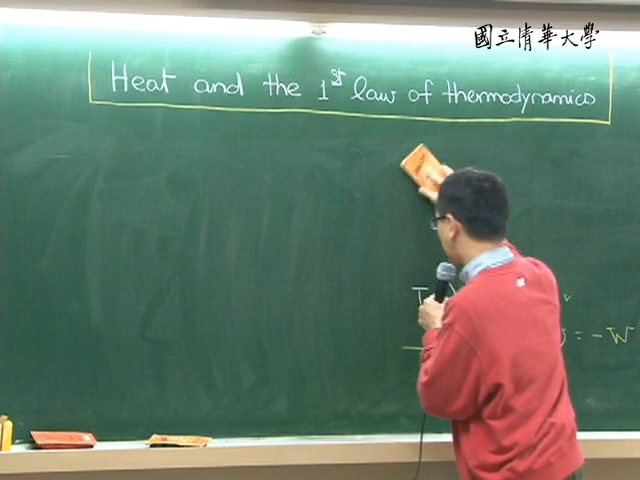 國立清華大學
Heat and the 1st law of thermodynamics
= -W